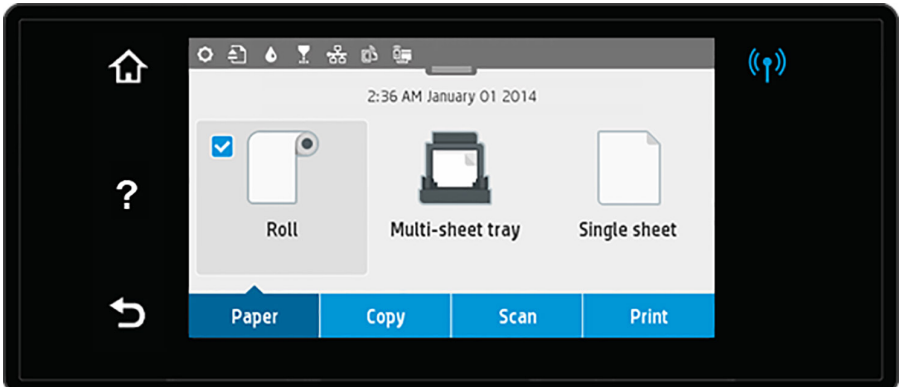 2:36 AM January 01 2014
Roll
Multi-sheet tray
Single sheet
?
Paper
Copy
Scan
Print